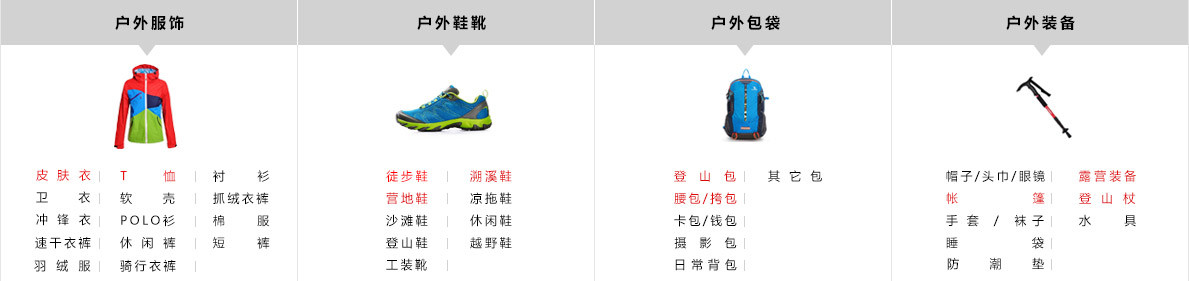 户外服饰
皮肤衣 T恤 衬衫
卫衣 软壳 抓绒衣裤
冲锋衣 POLO衫 棉服
速干衣裤 休闲裤 短裤
羽绒服 骑行衣裤
户外鞋靴
徒步鞋 溯溪鞋
营地鞋 凉拖鞋
沙滩鞋 休闲鞋
登山鞋 越野鞋
工装靴
户外包袋
登山包 其它包
腰包/挎包
卡包/钱包
摄影包
日常背包
户外装备
帽子/头巾/眼镜 露营装备
帐篷 登山杖
手套/袜子 水具
睡袋
防潮垫